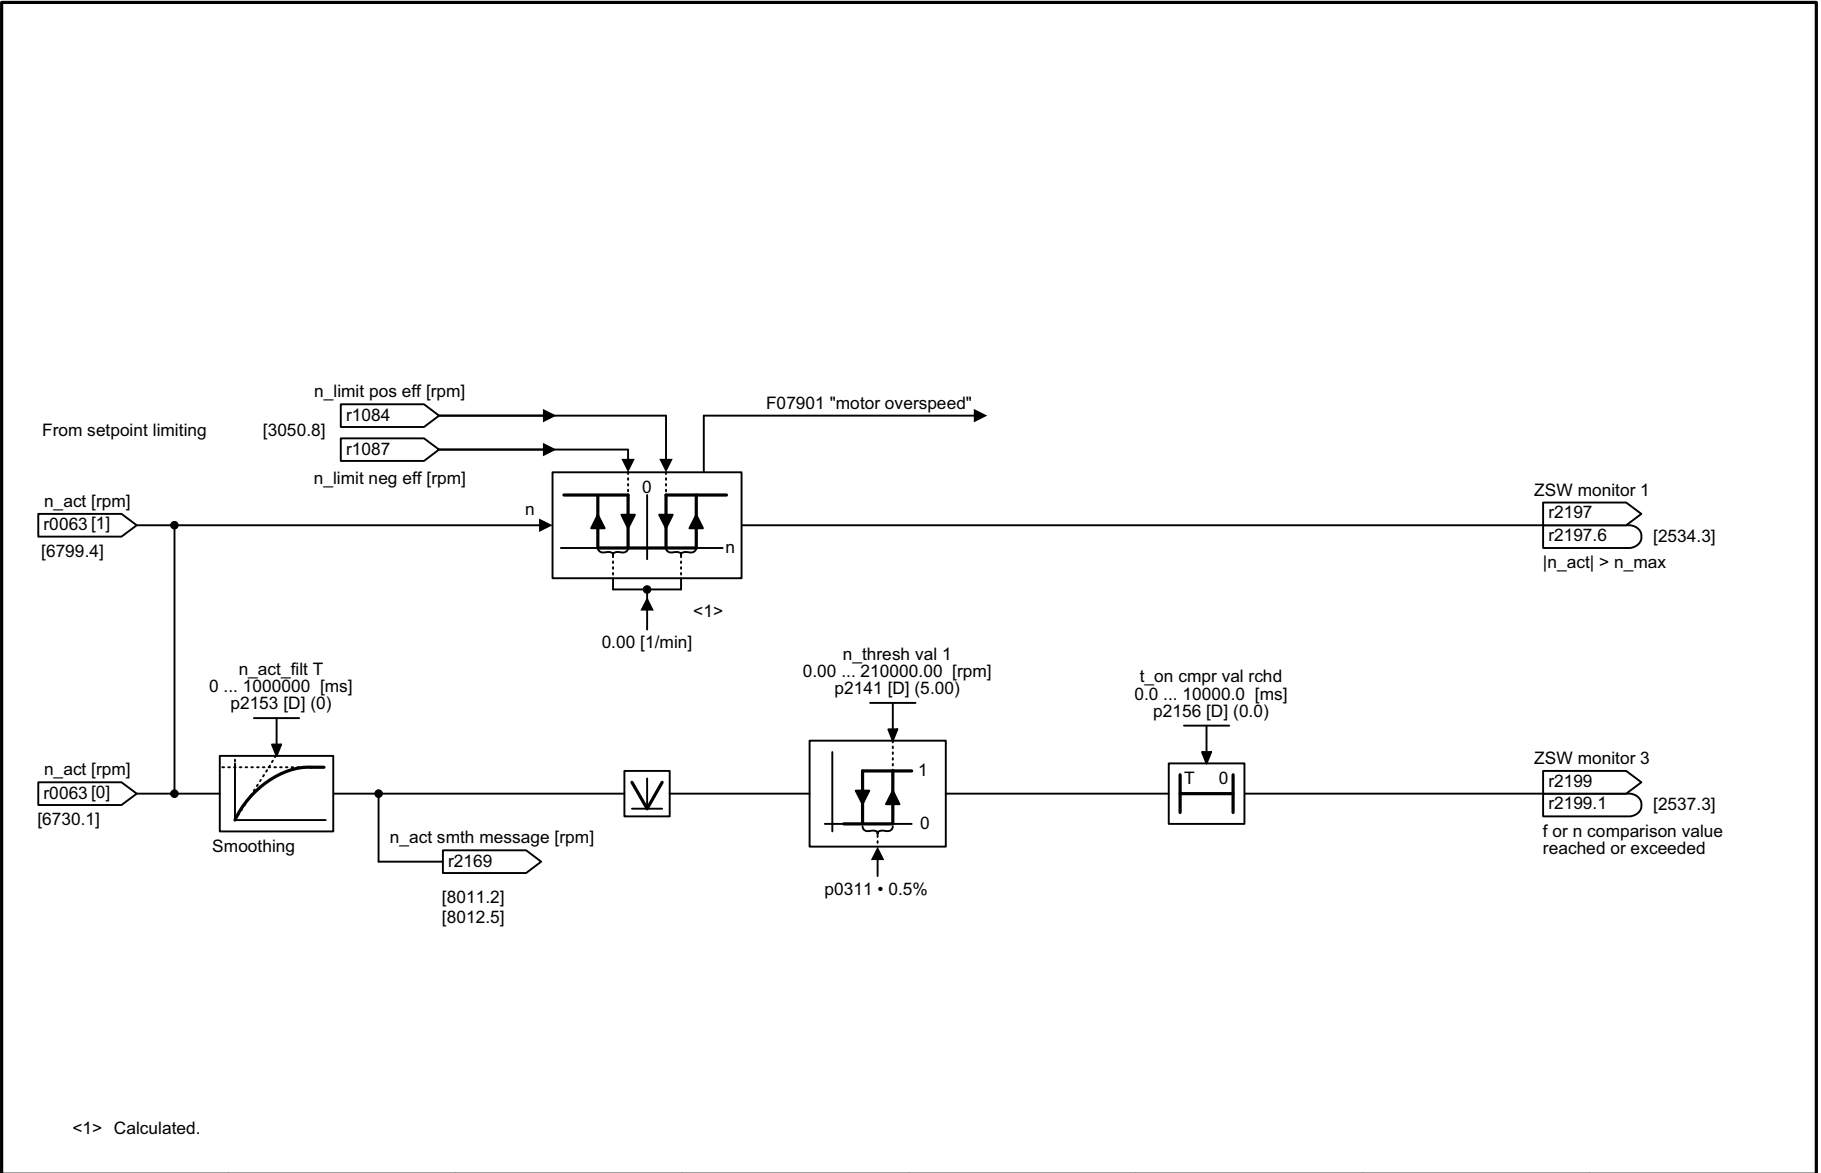 n_limit pos eff [rpm]
r1084
F07901 "motor overspeed"
From setpoint limiting
[3050.8]
r1087
n_limit neg eff [rpm]
n_act [rpm]
r0063 [1]
[6799.4]
n
0
n
<1>
0.00 [1/min]
ZSW monitor 1
r2197
r2197.6
[2534.3]
|n_act| > n_max
n_act_filt T
0 ... 1000000 [ms]
p2153 [D] (0)
n_thresh val 1
0.00 ... 210000.00 [rpm]
p2141 [D] (5.00)
t_on cmpr val rchd
0.0 ... 10000.0 [ms]
p2156 [D] (0.0)
n_act [rpm]
r0063 [0]
[6730.1]
Smoothing
n_act smth message [rpm]
r2169
[8011.2]
[8012.5]
1
0
p0311 • 0.5%
T 0
ZSW monitor 3
r2199
r2199.1
[2537.3]
f or n comparison value
reached or exceeded
<1> Calculated.